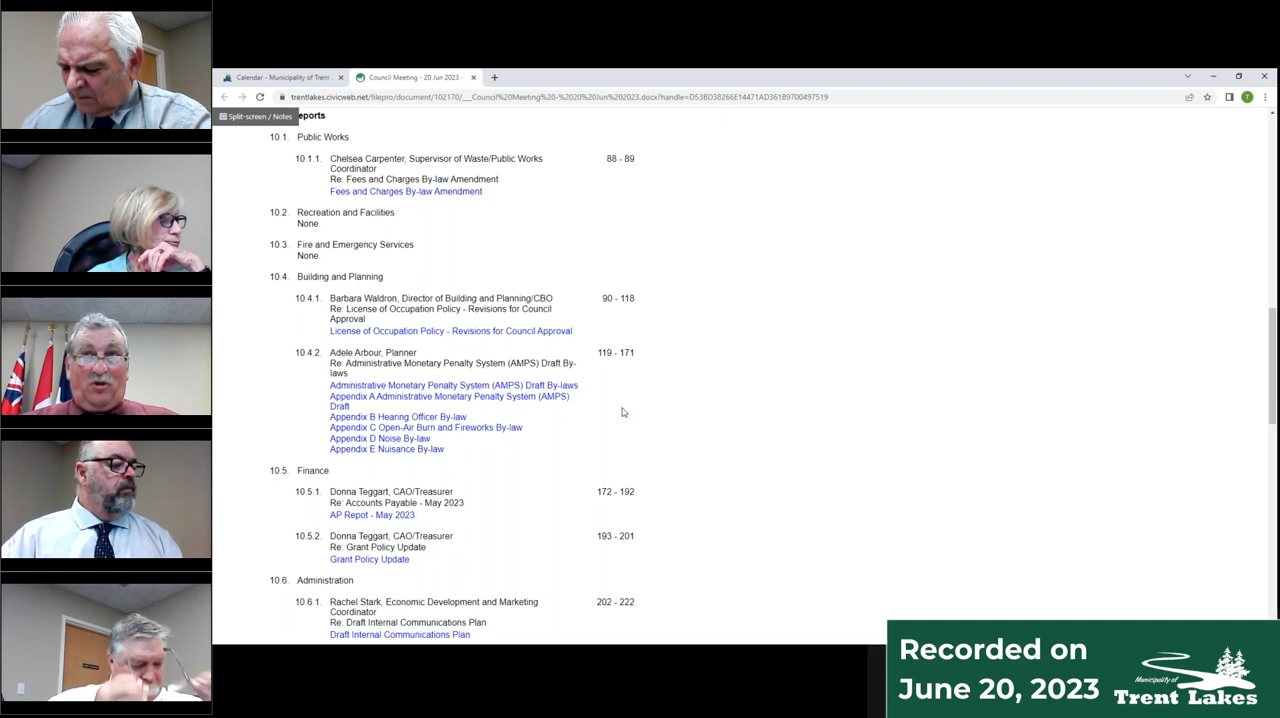 Calendar - Municipality of Trent
Council Meeting - 20 Jun 2023 -
trentlakes.civicweb.net/filepro/document/102170/___Council%20Meeting%20-%2020%20Jun%202023.docx?handle=D53BD38266E14471AD361B9700497519
T
Split-screen / Notes
eports
10.1. Public Works
10.1.1. Chelsea Carpenter, Supervisor of Waste/Public Works 88 - 89
Coordinator
Re: Fees and Charges By-law Amendment
Fees and Charges By-law Amendment
10.2. Recreation and Facilities
None.
10.3. Fire and Emergency Services
None.
10.4. Building and Planning
10.4.1. Barbara Waldron, Director of Building and Planning/CBO 90 - 118
Re: License of Occupation Policy - Revisions for Council
Approval
License of Occupation Policy - Revisions for Council Approval
10.4.2. Adele Arbour, Planner 119 - 171
Re: Administrative Monetary Penalty System (AMPS) Draft By-
laws
Administrative Monetary Penalty System (AMPS) Draft By-laws
Appendix A Administrative Monetary Penalty System (AMPS)
Draft
Appendix B Hearing Officer By-law
Appendix C Open-Air Burn and Fireworks By-law
Appendix D Noise By-law
Appendix E Nuisance By-law
10.5. Finance
10.5.1. Donna Teggart, CAO/Treasurer 172 - 192
Re: Accounts Payable - May 2023
AP Repot - May 2023
10.5.2. Donna Teggart, CAO/Treasurer 193 - 201
Re: Grant Policy Update
Grant Policy Update
10.6. Administration
10.6.1. Rachel Stark, Economic Development and Marketing 202 - 222
Coordinator
Re: Draft Internal Communications Plan
Draft Internal Communications Plan
Recorded on
June 20, 2023
Municipality of
Trent Lakes